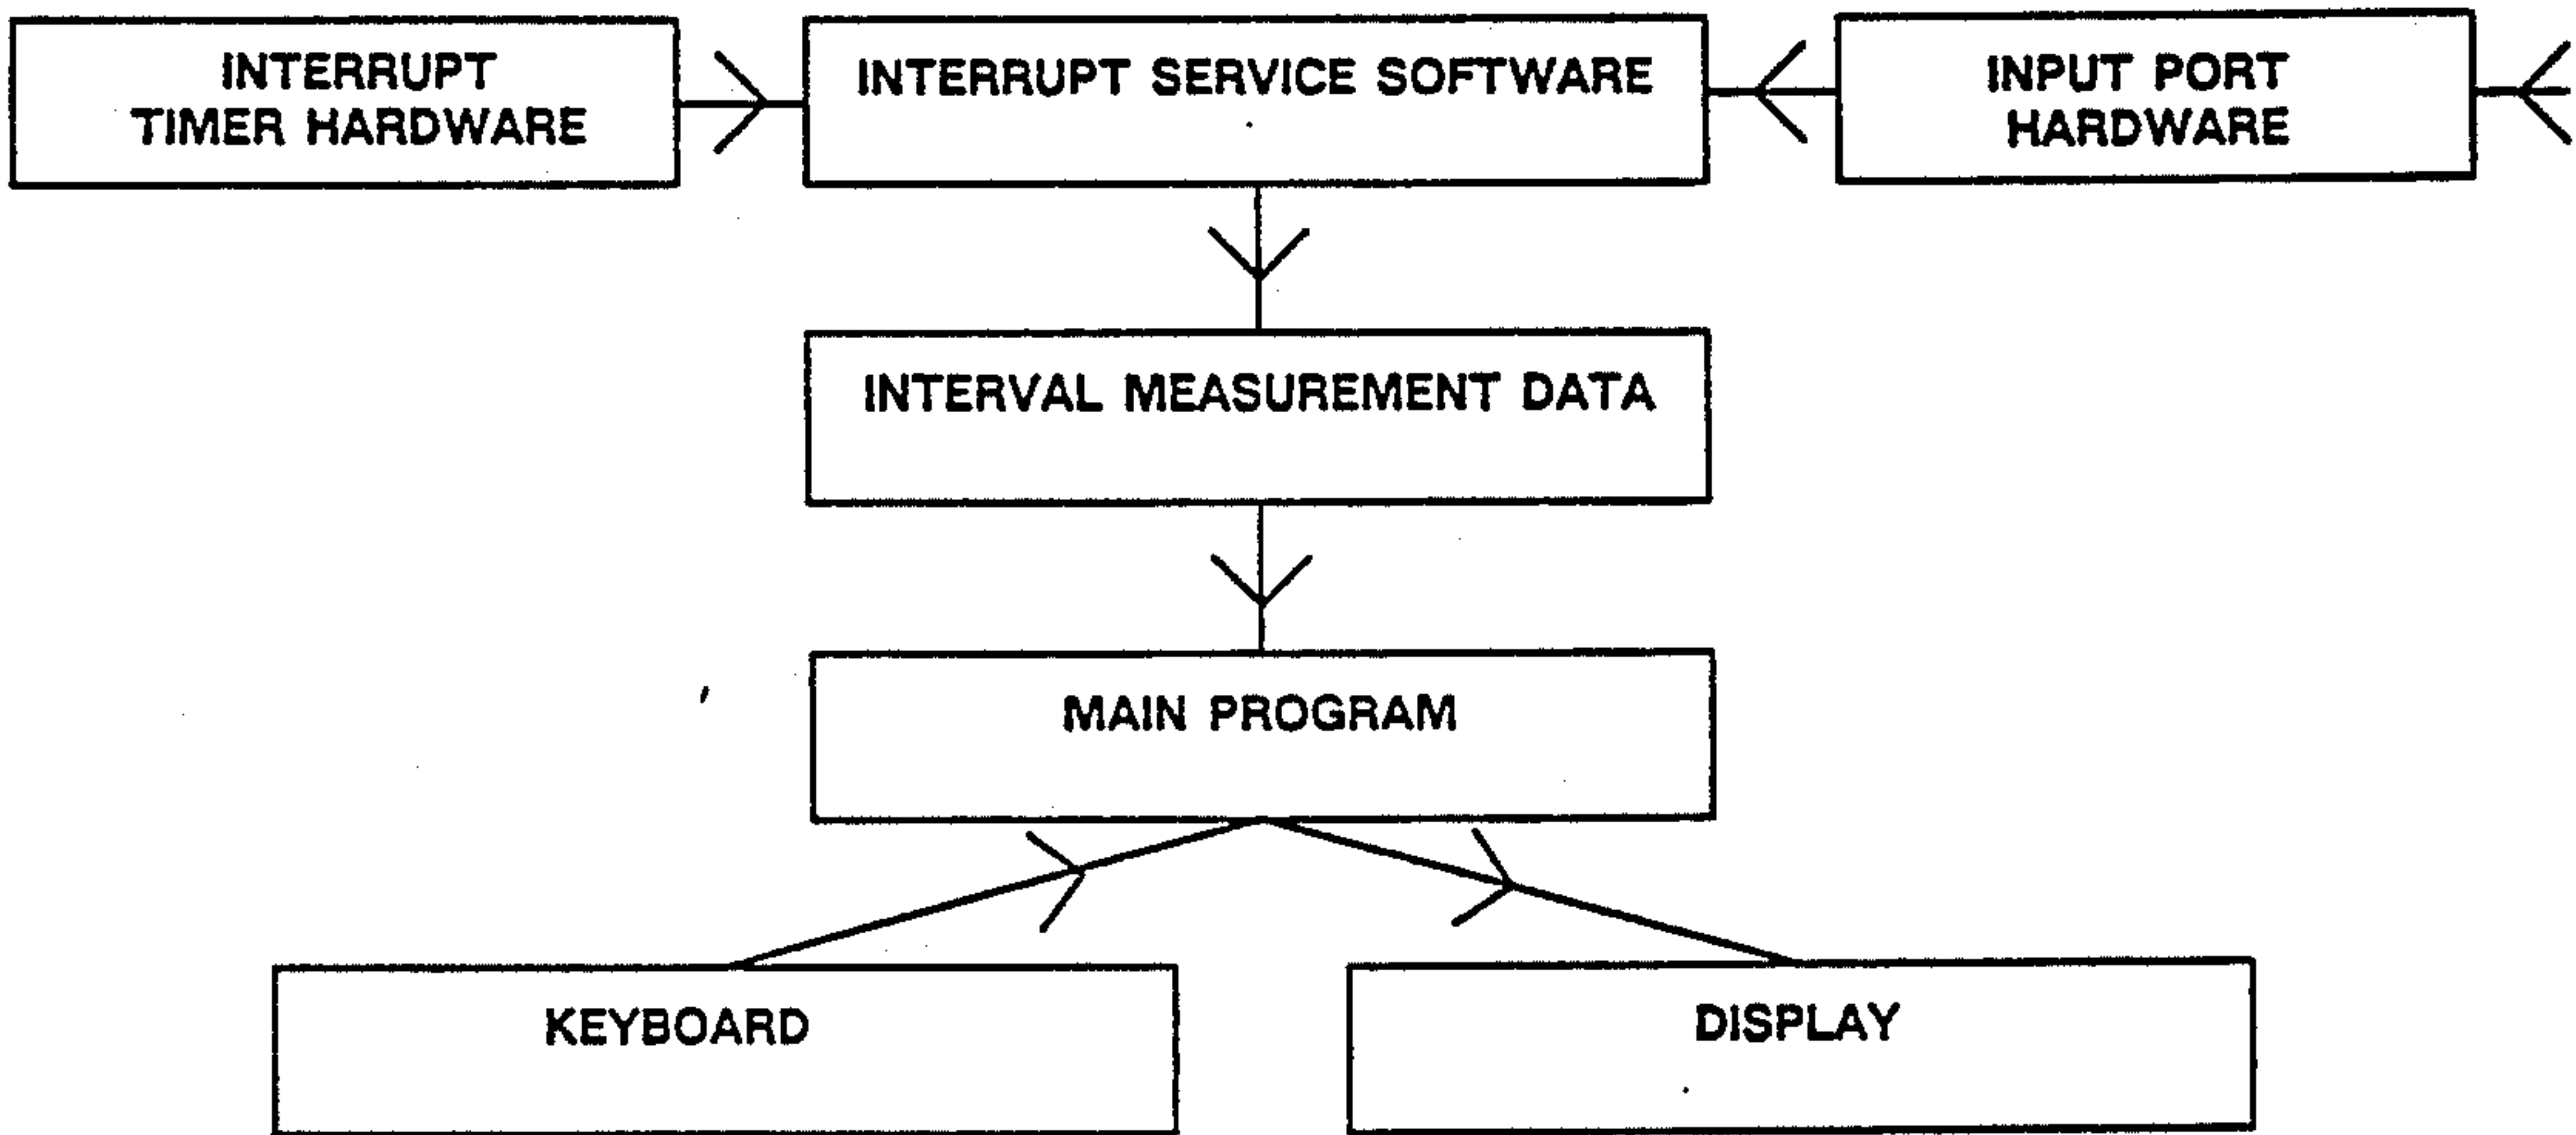 INTERRUPT
TIMER HARDWARE
INTERRUPT SERVICE SOFTWARE
INPUT PORT
HARDWARE
INTERVAL MEASUREMENT DATA
MAIN PROGRAM
KEYBOARD
DISPLAY